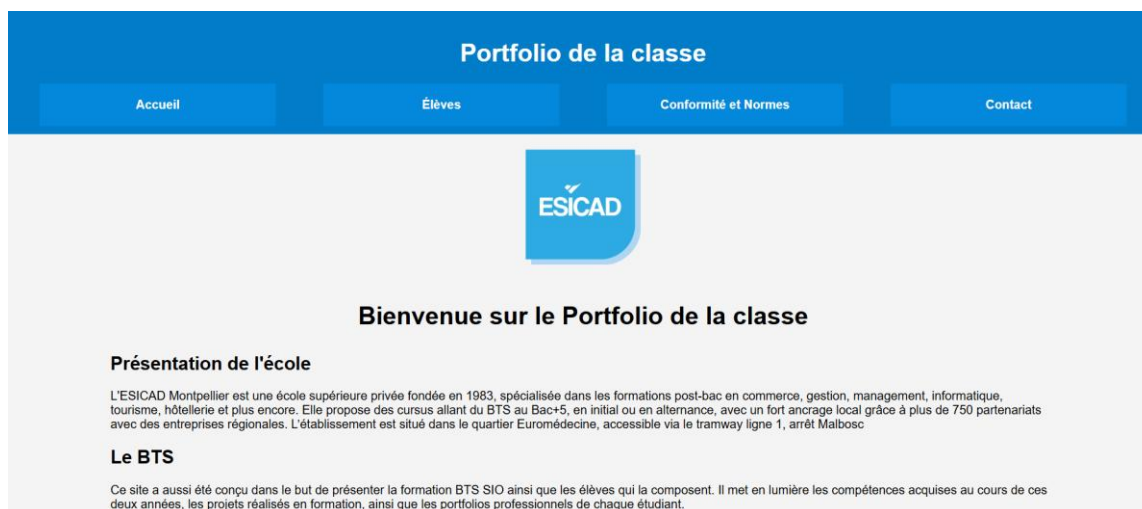 Portfolio de la classe
Accueil
Élèves
Conformité et Normes
Contact
ESICAD
Bienvenue sur le Portfolio de la classe
Présentation de l'école
L'ESICAD Montpellier est une école supérieure privée fondée en 1983, spécialisée dans les formations post-bac en commerce, gestion, management, informatique,
tourisme, hôtellerie et plus encore. Elle propose des cursus allant du BTS au Bac+5, en initial ou en alternance, avec un fort ancrage local grâce à plus de 750 partenariats
avec des entreprises régionales. L'établissement est situé dans le quartier Euromédecine, accessible via le tramway ligne 1, arrêt Malbosc
Le BTS
Ce site a aussi été conçu dans le but de présenter la formation BTS SIO ainsi que les élèves qui la composent. Il met en lumière les compétences acquises au cours de ces
deux années, les projets réalisés en formation, ainsi que les portfolios professionnels de chaque étudiant.